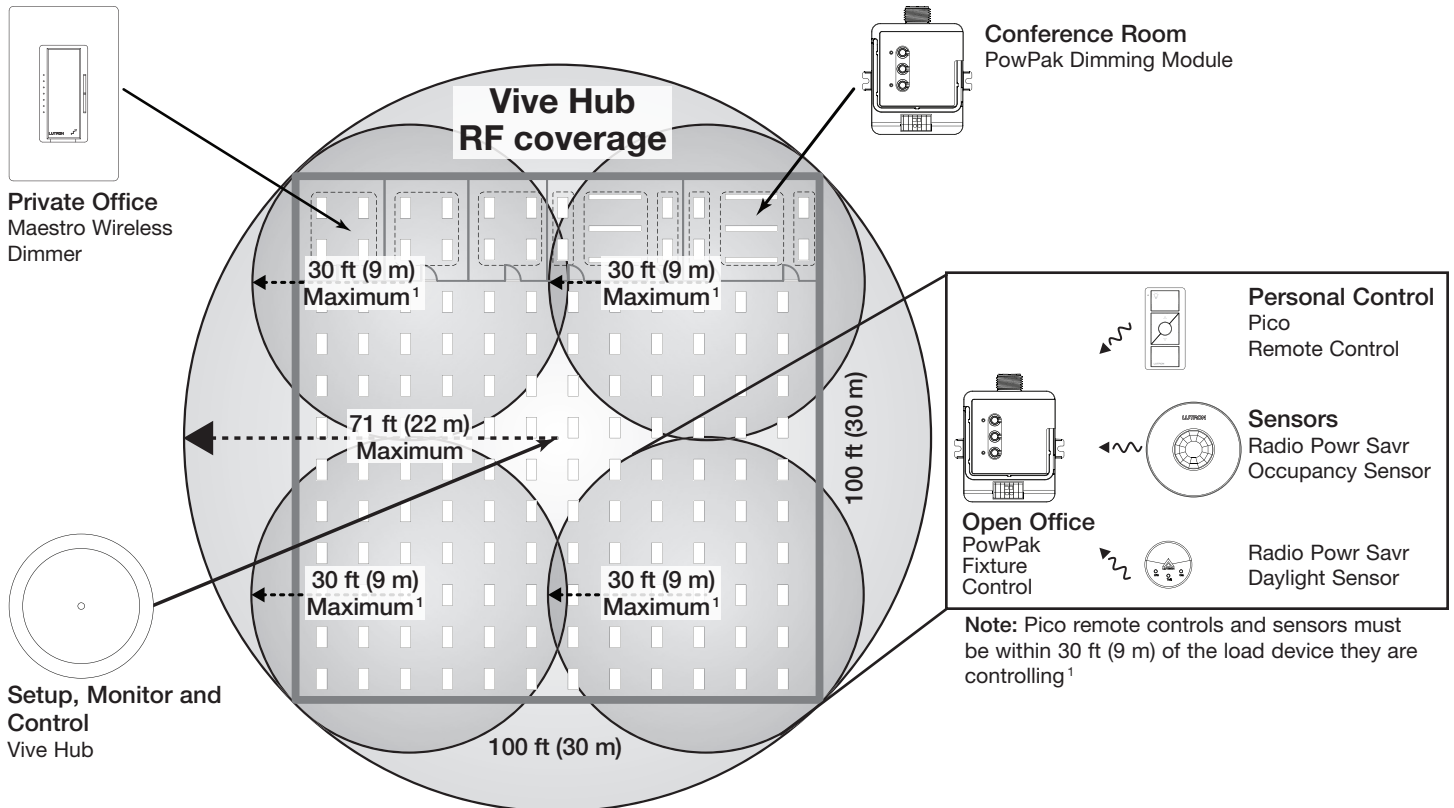 Conference Room
PowPak Dimming Module
Vive Hub
RF coverage
LUTRON
Private Office
Maestro Wireless
Dimmer
30 ft (9 m)
Maximum¹
30 ft (9 m)
Maximum¹
71 ft (22 m)
Maximum
100 ft (30 m)
30 ft (9 m)
Maximum¹
30 ft (9 m)
Maximum¹
100 ft (30 m)
Setup, Monitor and
Control
Vive Hub
Personal Control
Pico
Remote Control
LUTRON
Sensors
Radio Powr Savr
Occupancy Sensor
Open Office
PowPak
Fixture
Control
Radio Powr Savr
Daylight Sensor
Note: Pico remote controls and sensors must
be within 30 ft (9 m) of the load device they are
controlling¹